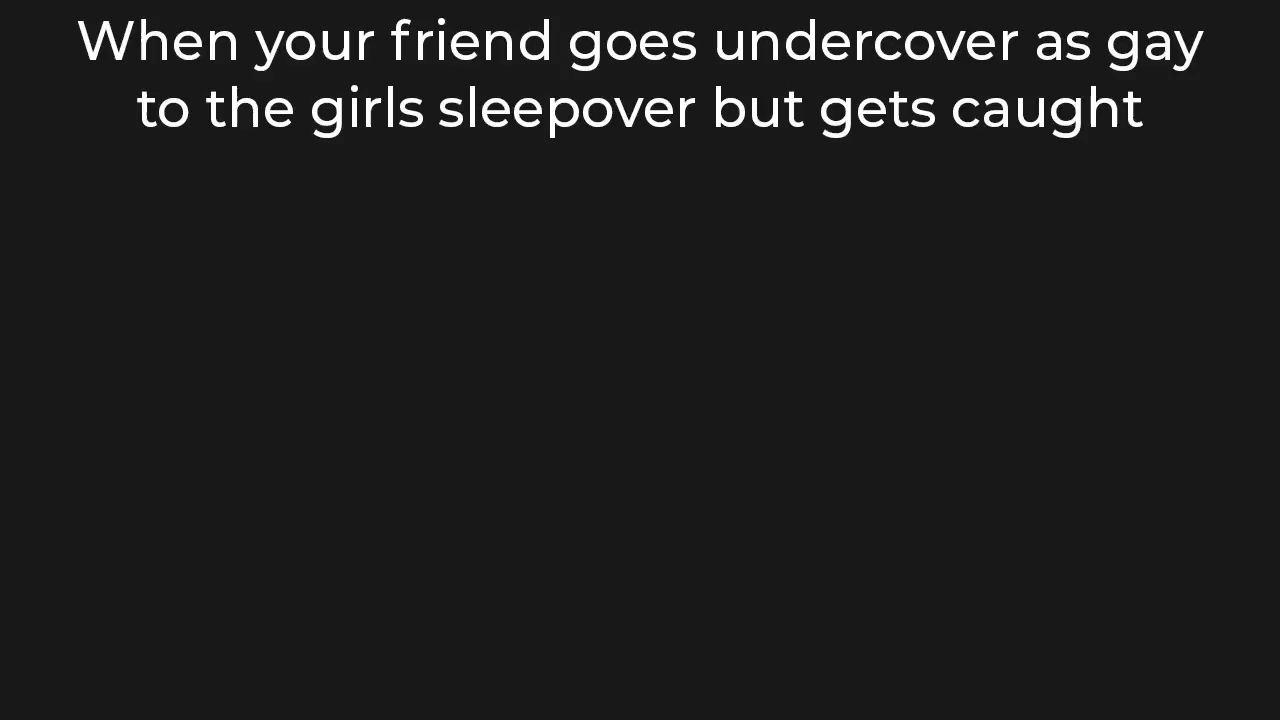 When your friend goes undercover as gay
to the girls sleepover but gets caught